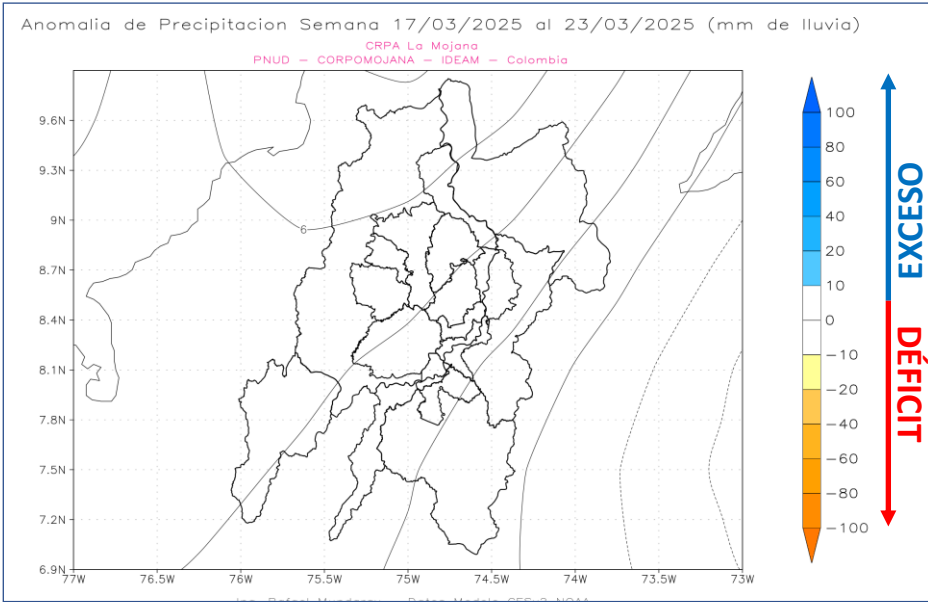 Anomalia de Precipitacion Semana 17/03/2025 al 23/03/2025 (mm de lluvia)
CRPA La Mojana
PNUD – CORPOMOJANA – IDEAM – Colombia
9.6N
9.3N
9N
8.7N
8.4N
8.1N
7.8N
7.5N
7.2N
6.9N
77W 76.5W 76W 75.5W 75W 74.5W 74W 73.5W 73W
6
100
80
60
40
20
10
0
−10
−20
−40
−60
−80
−100
EXCESO
DÉFICIT